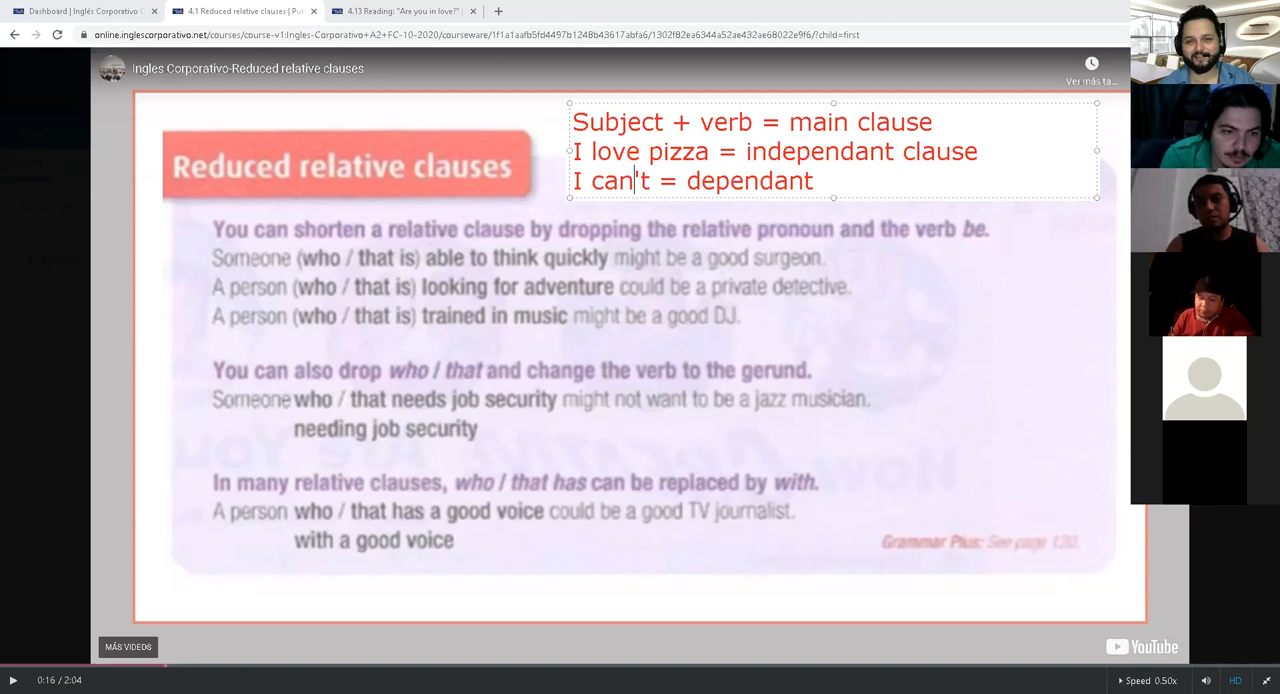 Dashboard | Inglés Corporativo O
4.1 Reduced relative clauses | Pu
4.13 Reading: "Are you in love?" |
online.inglescorporativo.net/courses/course-v1:Ingles-Corporativo+A2+FC-10-2020/courseware/1f1a1aafb5fd4497b1248b43617abfa6/1302f82ea6344a52ae432ae68022e9f6/?child=first
Ingles Corporativo-Reduced relative clauses
Ver más ta...
Subject + verb = main clause
I love pizza = independant clause
I can't = dependant
Reduced relative clauses
You can shorten a relative clause by dropping the relative pronoun and the verb be.
Someone (who / that is) able to think quickly might be a good surgeon.
A person (who / that is) looking for adventure could be a private detective.
A person (who / that is) trained in music might be a good DJ.
You can also drop who / that and change the verb to the gerund.
Someone who / that needs job security might not want to be a jazz musician.
needing job security
In many relative clauses, who / that has can be replaced by with.
A person who / that has a good voice could be a good TV journalist.
with a good voice
Grammar Plus: See page 120.
MÁS VIDEOS
YouTube
0:16 / 2:04
Speed 0.50x
HD